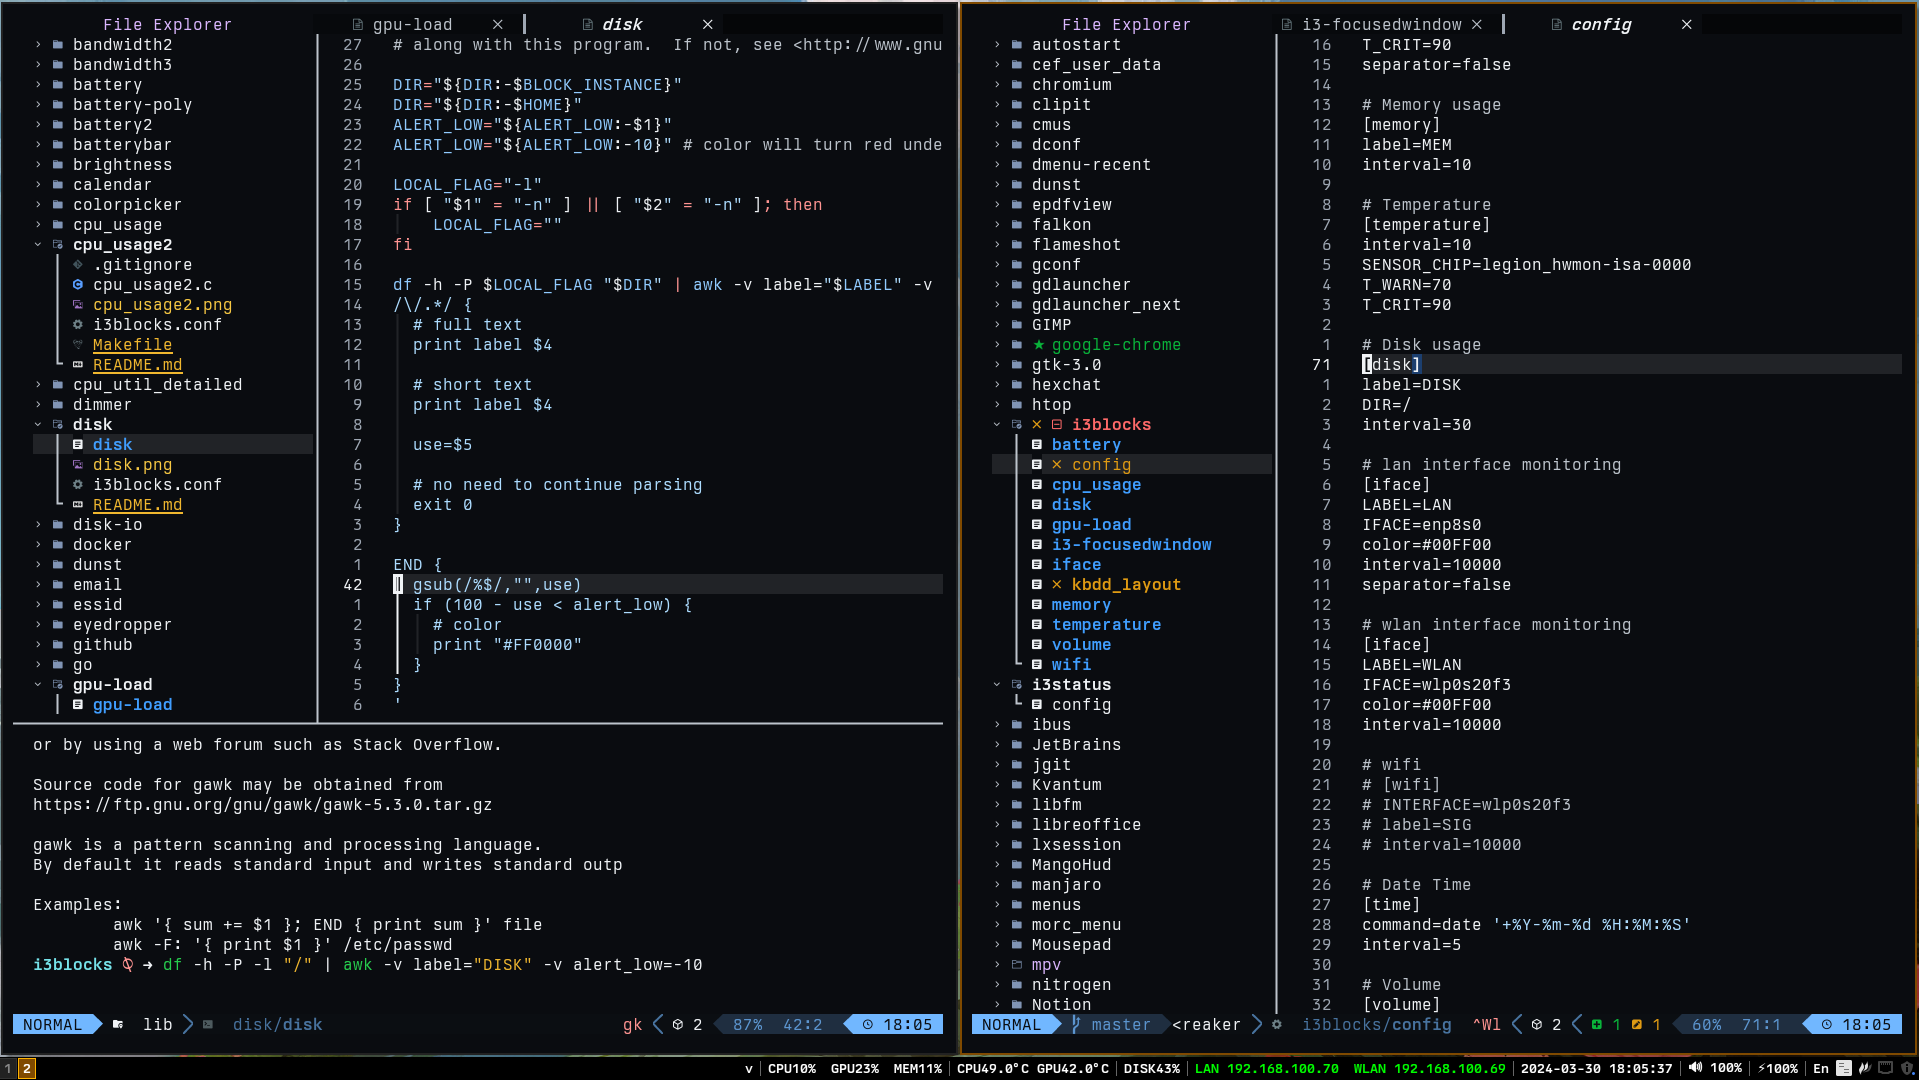 File Explorer
bandwidth2
bandwidth3
battery
battery-poly
battery2
batterybar
brightness
calendar
colorpicker
cpu_usage
cpu_usage2
.gitignore
cpu_usage2.c
cpu_usage2.png
i3blocks.conf
Makefile
README.md
cpu_util_detailed
dimmer
disk
disk
disk.png
i3blocks.conf
README.md
disk-io
docker
dunst
email
essid
eyedropper
github
go
gpu-load
gpu-load
gpu-load × disk ×
27 # along with this program.  If not, see <http://www.gnu
26
25 DIR="${DIR:-$BLOCK_INSTANCE}"
24 DIR="${DIR:-$HOME}"
23 ALERT_LOW="${ALERT_LOW:-$1}"
22 ALERT_LOW="${ALERT_LOW:-10}" # color will turn red unde
21
20 LOCAL_FLAG="-l"
19 if [ "$1" = "-n" ] || [ "$2" = "-n" ]; then
18     LOCAL_FLAG=""
17 fi
16
15 df -h -P $LOCAL_FLAG "$DIR" | awk -v label="$LABEL" -v
14 /\/.*/ {
13   # full text
12   print label $4
11
10   # short text
9   print label $4
8
7   use=$5
6
5   # no need to continue parsing
4   exit 0
3 }
2
1 END {
42   gsub(/%$/,"",use)
1   if (100 - use < alert_low) {
2     # color
3     print "#FF0000"
4   }
5 }
6 '
or by using a web forum such as Stack Overflow.
Source code for gawk may be obtained from
https://ftp.gnu.org/gnu/gawk/gawk-5.3.0.tar.gz
gawk is a pattern scanning and processing language.
By default it reads standard input and writes standard outp
Examples:
awk '{ sum += $1 }; END { print sum }' file
awk -F: '{ print $1 }' /etc/passwd
i3blocks → df -h -P -l "/" | awk -v label="DISK" -v alert_low=-10
NORMAL lib disk/disk gk 2 87% 42:2 18:05
File Explorer
autostart
cef_user_data
chromium
clipit
cmus
dconf
dmenu-recent
dunst
epdfview
falkon
flameshot
gconf
gdlauncher
gdlauncher_next
GIMP
★ google-chrome
gtk-3.0
hexchat
htop
i3blocks
battery
config
cpu_usage
disk
gpu-load
i3-focusedwindow
iface
kbdd_layout
memory
temperature
volume
wifi
i3status
config
ibus
JetBrains
jgit
Kvantum
libfm
libreoffice
lxsession
MangoHud
manjaro
menus
morc_menu
Mousepad
mpv
nitrogen
Notion
i3-focusedwindow × config ×
16 T_CRIT=90
15 separator=false
14
13 # Memory usage
12 [memory]
11 label=MEM
10 interval=10
9
8 # Temperature
7 [temperature]
6 interval=10
5 SENSOR_CHIP=legion_hwmon-isa-0000
4 T_WARN=70
3 T_CRIT=90
2
1 # Disk usage
71 [disk]
1 label=DISK
2 DIR=/
3 interval=30
4
5 # lan interface monitoring
6 [iface]
7 LABEL=LAN
8 IFACE=enp8s0
9 color=#00FF00
10 interval=10000
11 separator=false
12
13 # wlan interface monitoring
14 [iface]
15 LABEL=WLAN
16 IFACE=wlp0s20f3
17 color=#00FF00
18 interval=10000
19
20 # wifi
21 # [wifi]
22 # INTERFACE=wlp0s20f3
23 # label=SIG
24 # interval=10000
25
26 # Date Time
27 [time]
28 command=date '+%Y-%m-%d %H:%M:%S'
29 interval=5
30
31 # Volume
32 [volume]
NORMAL master <reaker i3blocks/config ^Wl 2 1 1 60% 71:1 18:05
1 2 v CPU10% GPU23% MEM11% CPU49.0°C GPU42.0°C DISK43% LAN 192.168.100.70 WLAN 192.168.100.69 2024-03-30 18:05:37 100% ⚡100% En